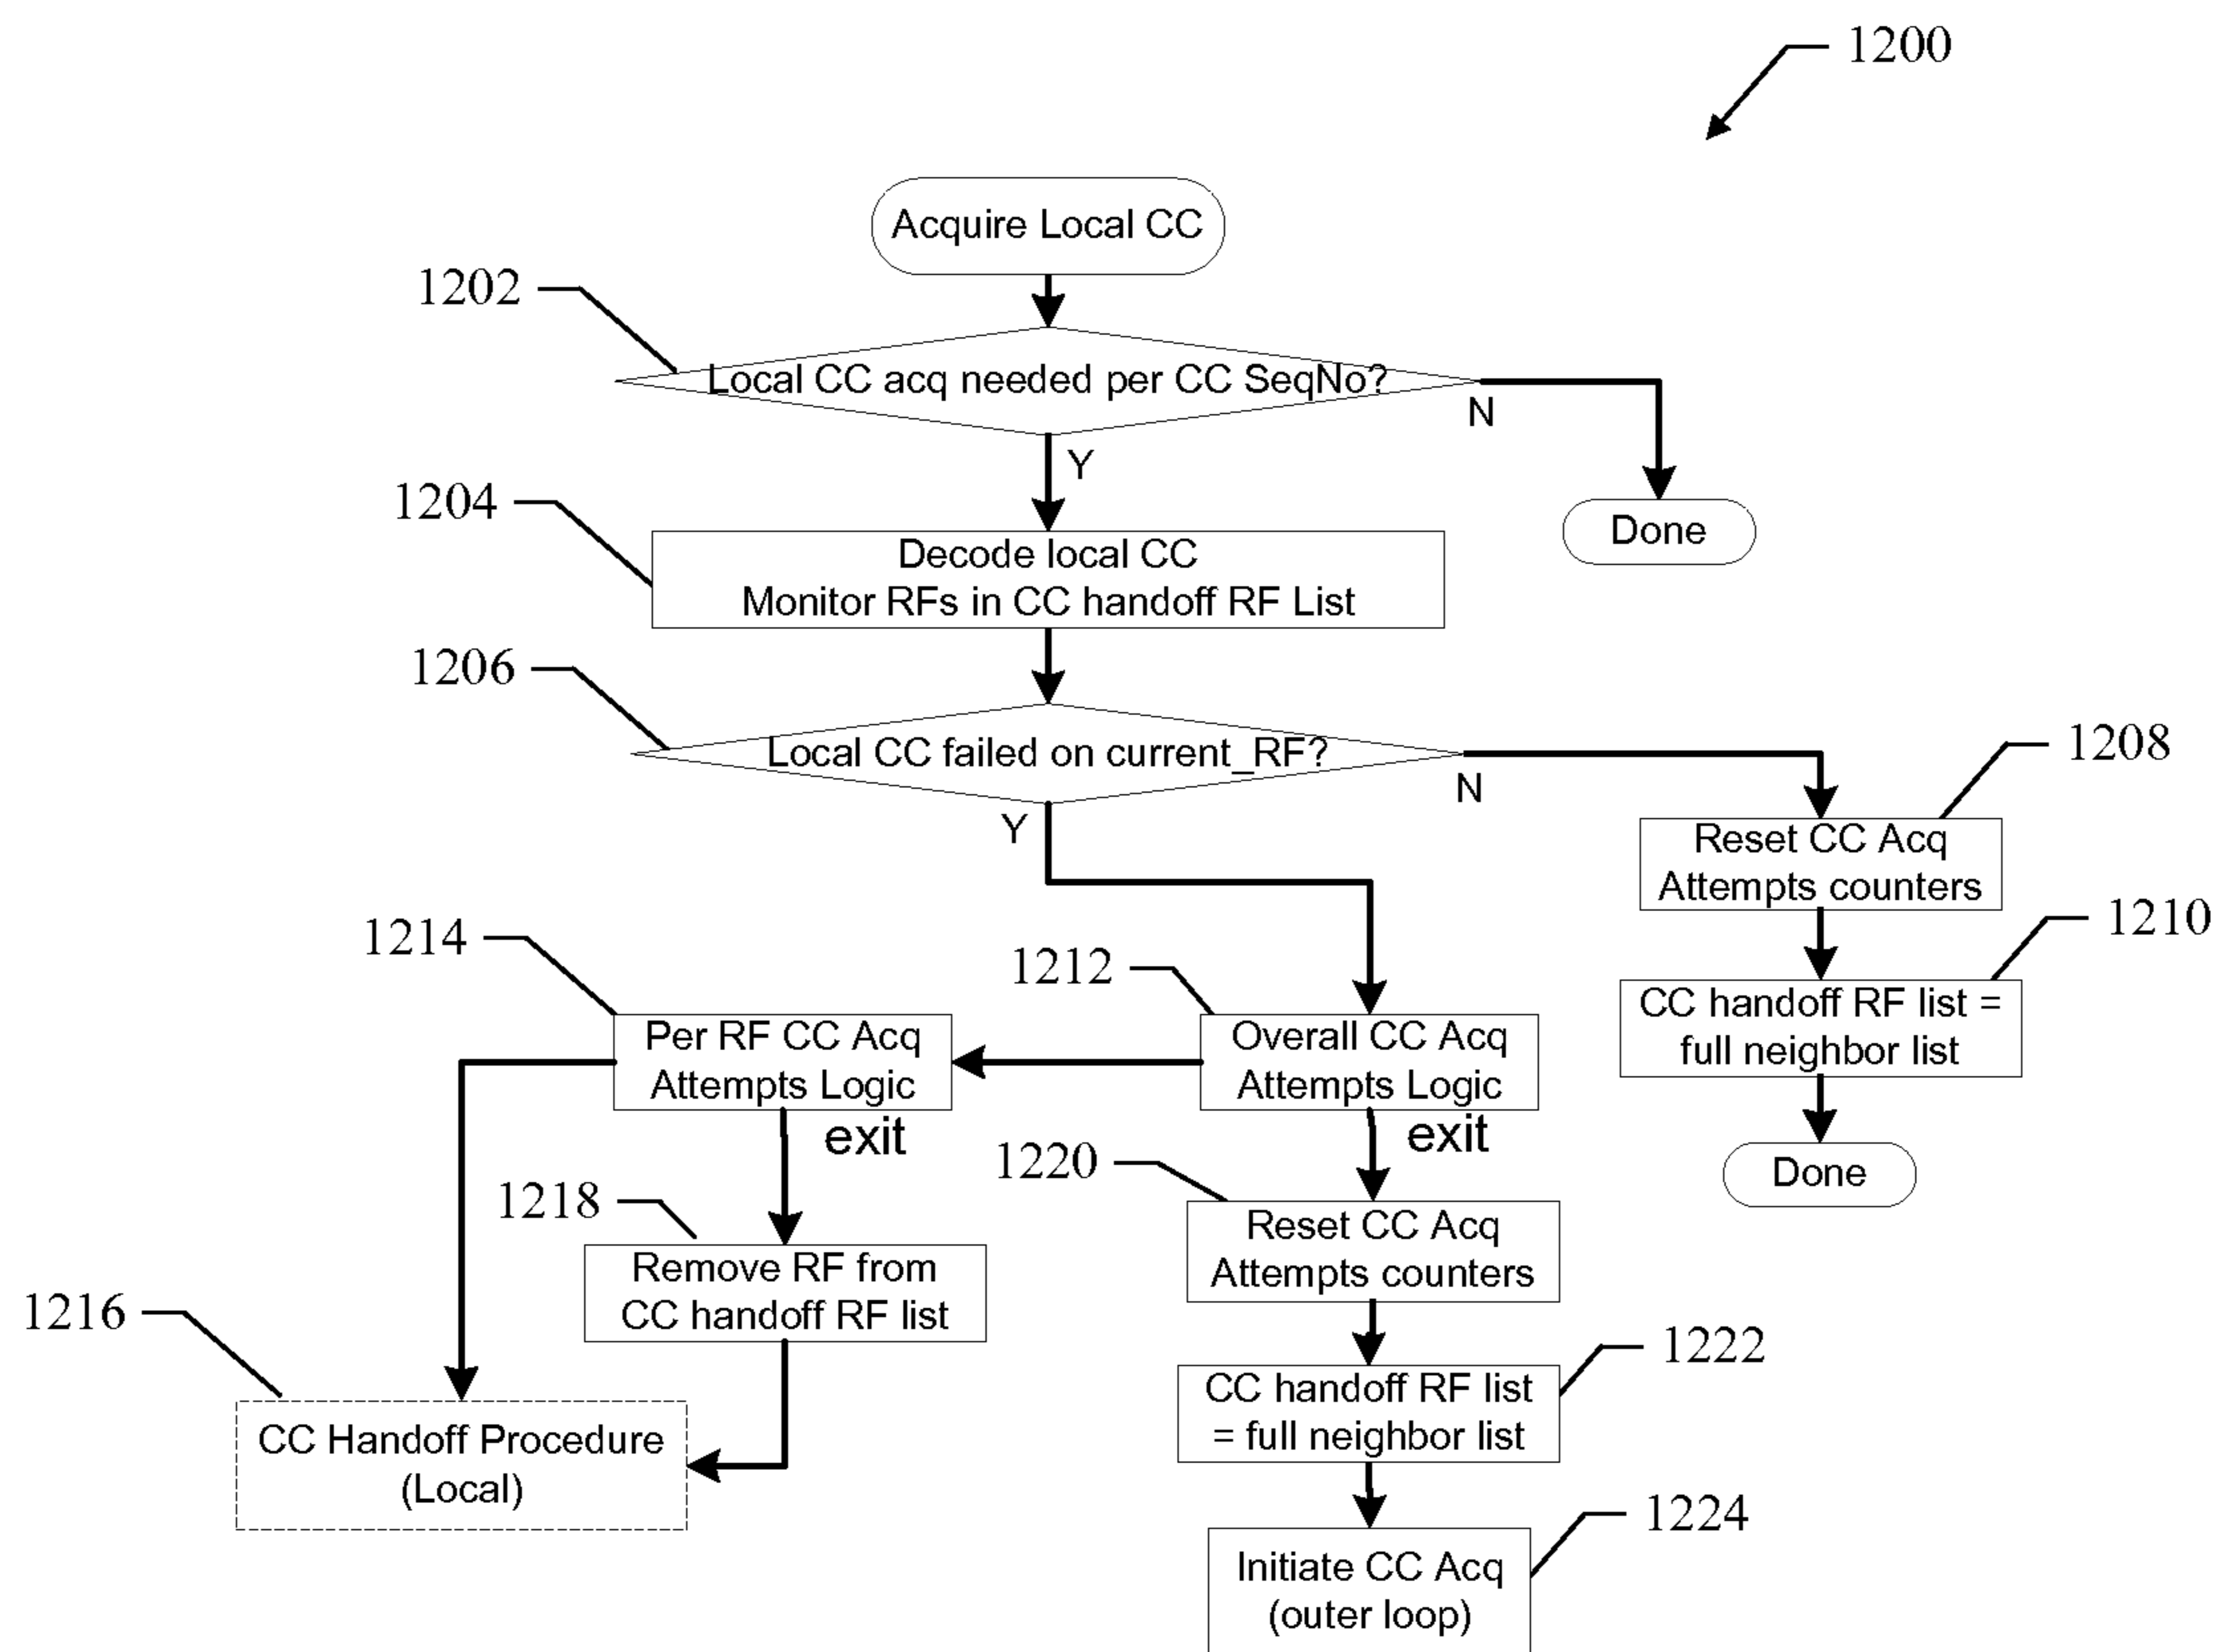 1200
Acquire Local CC
1202
Local CC acq needed per CC SeqNo?
N
Y
1204
Decode local CC
Monitor RFs in CC handoff RF List
Done
1206
Local CC failed on current_RF?
N
Y
1208
Reset CC Acq
Attempts counters
1210
CC handoff RF list =
full neighbor list
Done
1214
Per RF CC Acq
Attempts Logic
exit
1212
Overall CC Acq
Attempts Logic
exit
1218
Remove RF from
CC handoff RF list
1220
Reset CC Acq
Attempts counters
1216
CC Handoff Procedure
(Local)
1222
CC handoff RF list
= full neighbor list
1224
Initiate CC Acq
(outer loop)